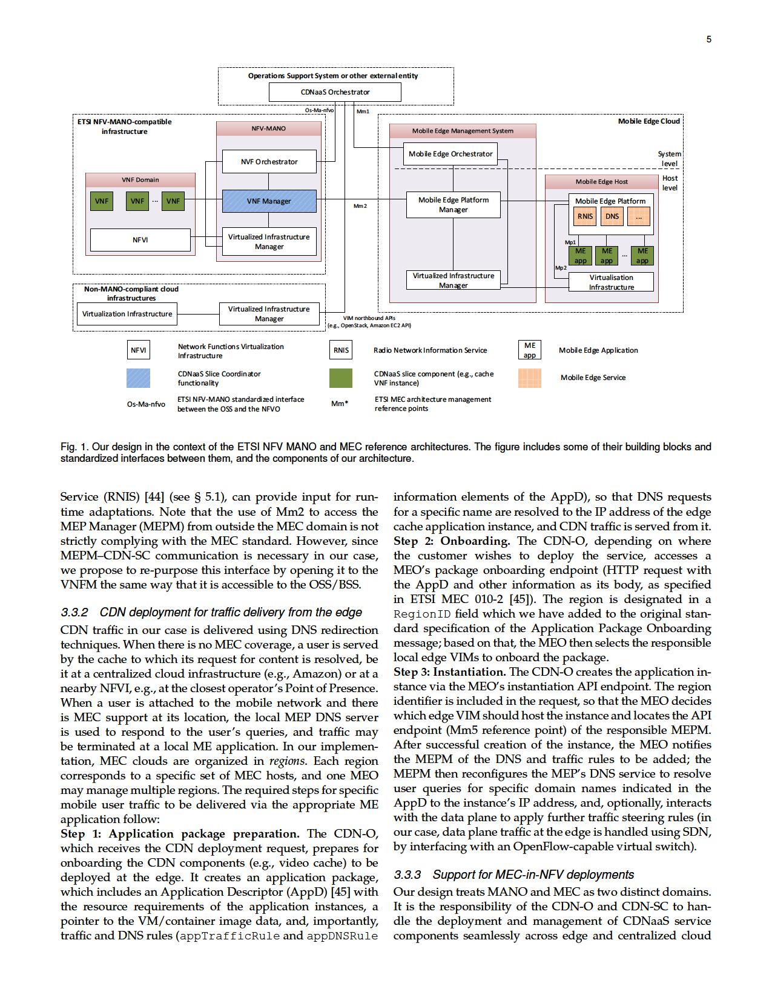 5
Operations Support System or other external entity
CDNaaS Orchestrator
Os-Ma-nfvo
Mm1
ETSI NFV-MANO-compatible
infrastructure
NFV-MANO
NVF Orchestrator
VNF Domain
VNF
VNF
...
VNF
VNF Manager
NFVI
Virtualized Infrastructure
Manager
Mm2
Mobile Edge Cloud
Mobile Edge Management System
Mobile Edge Orchestrator
System
level
Host
level
Mobile Edge Host
Mobile Edge Platform
Manager
Mobile Edge Platform
RNIS
DNS
...
Mp1
ME
app
ME
app
...
ME
app
Mp2
Virtualized Infrastructure
Manager
Virtualisation
Infrastructure
Non-MANO-compliant cloud
infrastructures
Virtualization Infrastructure
Virtualized Infrastructure
Manager
VIM northbound APIs
(e.g., OpenStack, Amazon EC2 API)
NFVI
Network Functions Virtualization
Infrastructure
RNIS
Radio Network Information Service
ME
app
Mobile Edge Application
CDNaaS Slice Coordinator
functionality
CDNaaS slice component (e.g., cache
VNF instance)
Mobile Edge Service
Os-Ma-nfvo
ETSI NFV-MANO standardized interface
between the OSS and the NFVO
Mm*
ETSI MEC architecture management
reference points
Fig. 1. Our design in the context of the ETSI NFV MANO and MEC reference architectures. The figure includes some of their building blocks and
standardized interfaces between them, and the components of our architecture.
Service (RNIS) [44] (see § 5.1), can provide input for run-
time adaptations. Note that the use of Mm2 to access the
MEP Manager (MEPM) from outside the MEC domain is not
strictly complying with the MEC standard. However, since
MEPM–CDN-SC communication is necessary in our case,
we propose to re-purpose this interface by opening it to the
VNFM the same way that it is accessible to the OSS/BSS.
3.3.2 CDN deployment for traffic delivery from the edge
CDN traffic in our case is delivered using DNS redirection
techniques. When there is no MEC coverage, a user is served
by the cache to which its request for content is resolved, be
it at a centralized cloud infrastructure (e.g., Amazon) or at a
nearby NFVI, e.g., at the closest operator's Point of Presence.
When a user is attached to the mobile network and there
is MEC support at its location, the local MEP DNS server
is used to respond to the user's queries, and traffic may
be terminated at a local ME application. In our implemen-
tation, MEC clouds are organized in regions. Each region
corresponds to a specific set of MEC hosts, and one MEO
may manage multiple regions. The required steps for specific
mobile user traffic to be delivered via the appropriate ME
application follow:
Step 1: Application package preparation. The CDN-O,
which receives the CDN deployment request, prepares for
onboarding the CDN components (e.g., video cache) to be
deployed at the edge. It creates an application package,
which includes an Application Descriptor (AppD) [45] with
the resource requirements of the application instances, a
pointer to the VM/container image data, and, importantly,
traffic and DNS rules (appTrafficRule and appDNSRule
information elements of the AppD), so that DNS requests
for a specific name are resolved to the IP address of the edge
cache application instance, and CDN traffic is served from it.
Step 2: Onboarding. The CDN-O, depending on where
the customer wishes to deploy the service, accesses a
MEO's package onboarding endpoint (HTTP request with
the AppD and other information as its body, as specified
in ETSI MEC 010-2 [45]). The region is designated in a
RegionID field which we have added to the original stan-
dard specification of the Application Package Onboarding
message; based on that, the MEO then selects the responsible
local edge VIMs to onboard the package.
Step 3: Instantiation. The CDN-O creates the application in-
stance via the MEO's instantiation API endpoint. The region
identifier is included in the request, so that the MEO decides
which edge VIM should host the instance and locates the API
endpoint (Mm5 reference point) of the responsible MEPM.
After successful creation of the instance, the MEO notifies
the MEPM of the DNS and traffic rules to be added; the
MEPM then reconfigures the MEP's DNS service to resolve
user queries for specific domain names indicated in the
AppD to the instance's IP address, and, optionally, interacts
with the data plane to apply further traffic steering rules (in
our case, data plane traffic at the edge is handled using SDN,
by interfacing with an OpenFlow-capable virtual switch).
3.3.3 Support for MEC-in-NFV deployments
Our design treats MANO and MEC as two distinct domains.
It is the responsibility of the CDN-O and CDN-SC to han-
dle the deployment and management of CDNaaS service
components seamlessly across edge and centralized cloud